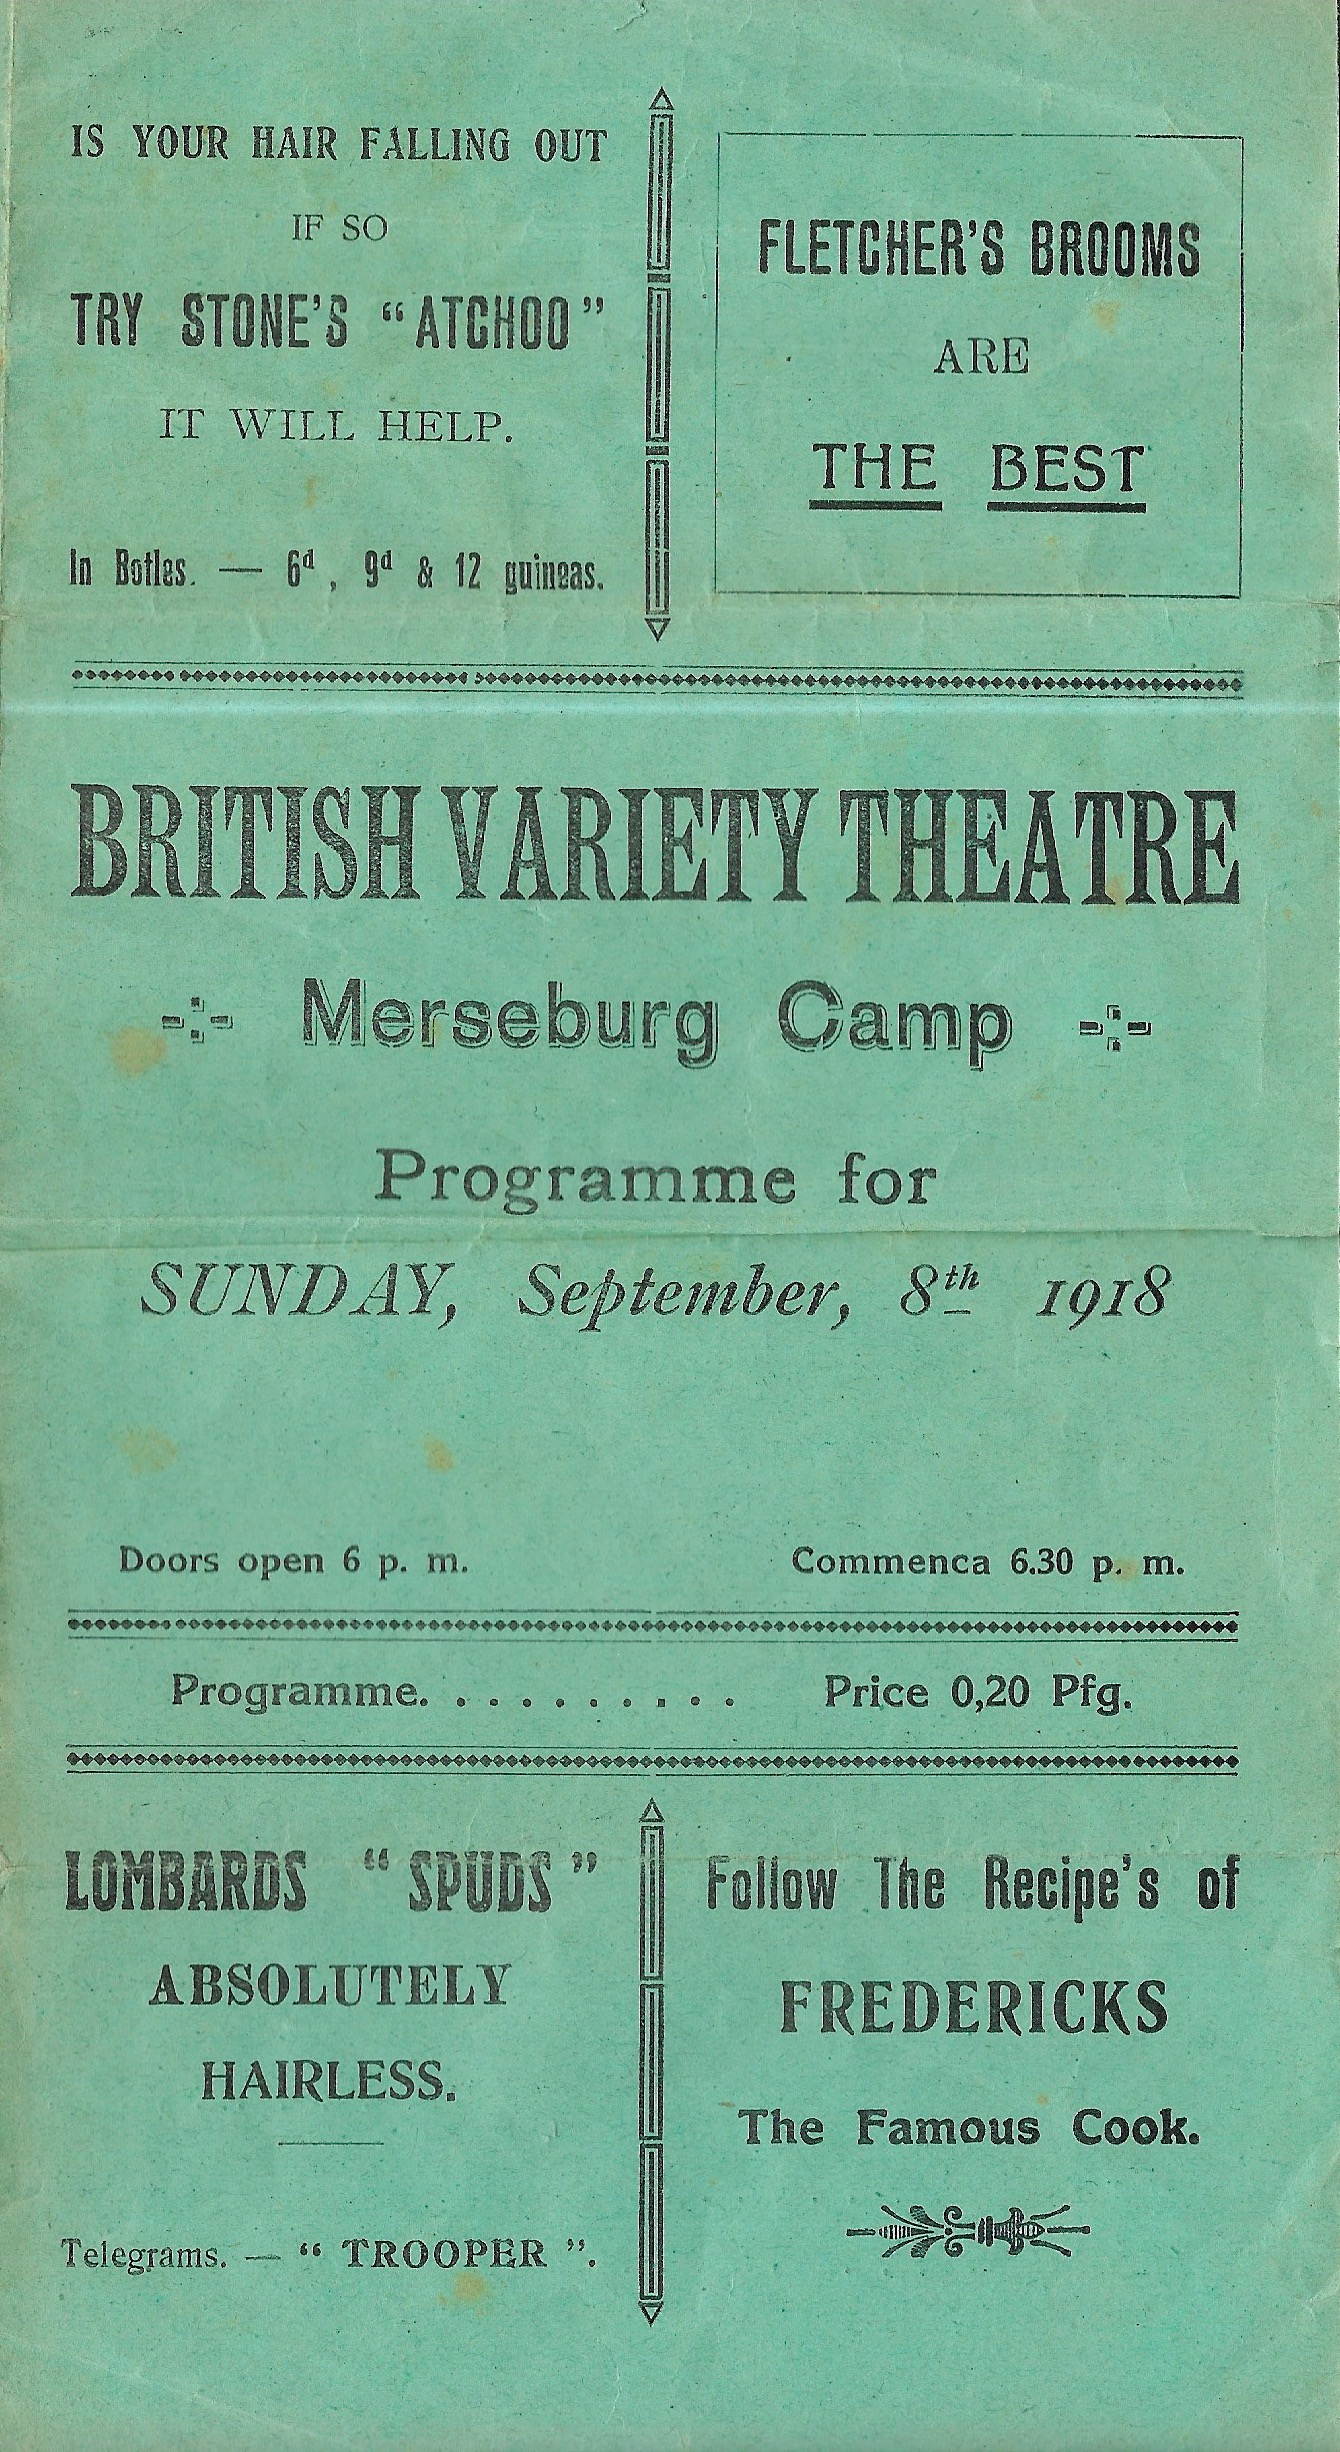 IS YOUR HAIR FALLING OUT
IF SO
TRY STONE'S "ATCHOO"
IT WILL HELP.
In Botles. — 6d, 9d & 12 guineas.
FLETCHER'S BROOMS
ARE
THE BEST
BRITISH VARIETY THEATRE
Merseburg Camp
Programme for
SUNDAY, September, 8th 1918
Doors open 6 p. m.
Commenca 6.30 p. m.
Programme. . . . . . . . . . Price 0,20 Pfg.
LOMBARDS "SPUDS"
ABSOLUTELY
HAIRLESS.
Telegrams. — "TROOPER".
Follow The Recipe's of
FREDERICKS
The Famous Cook.